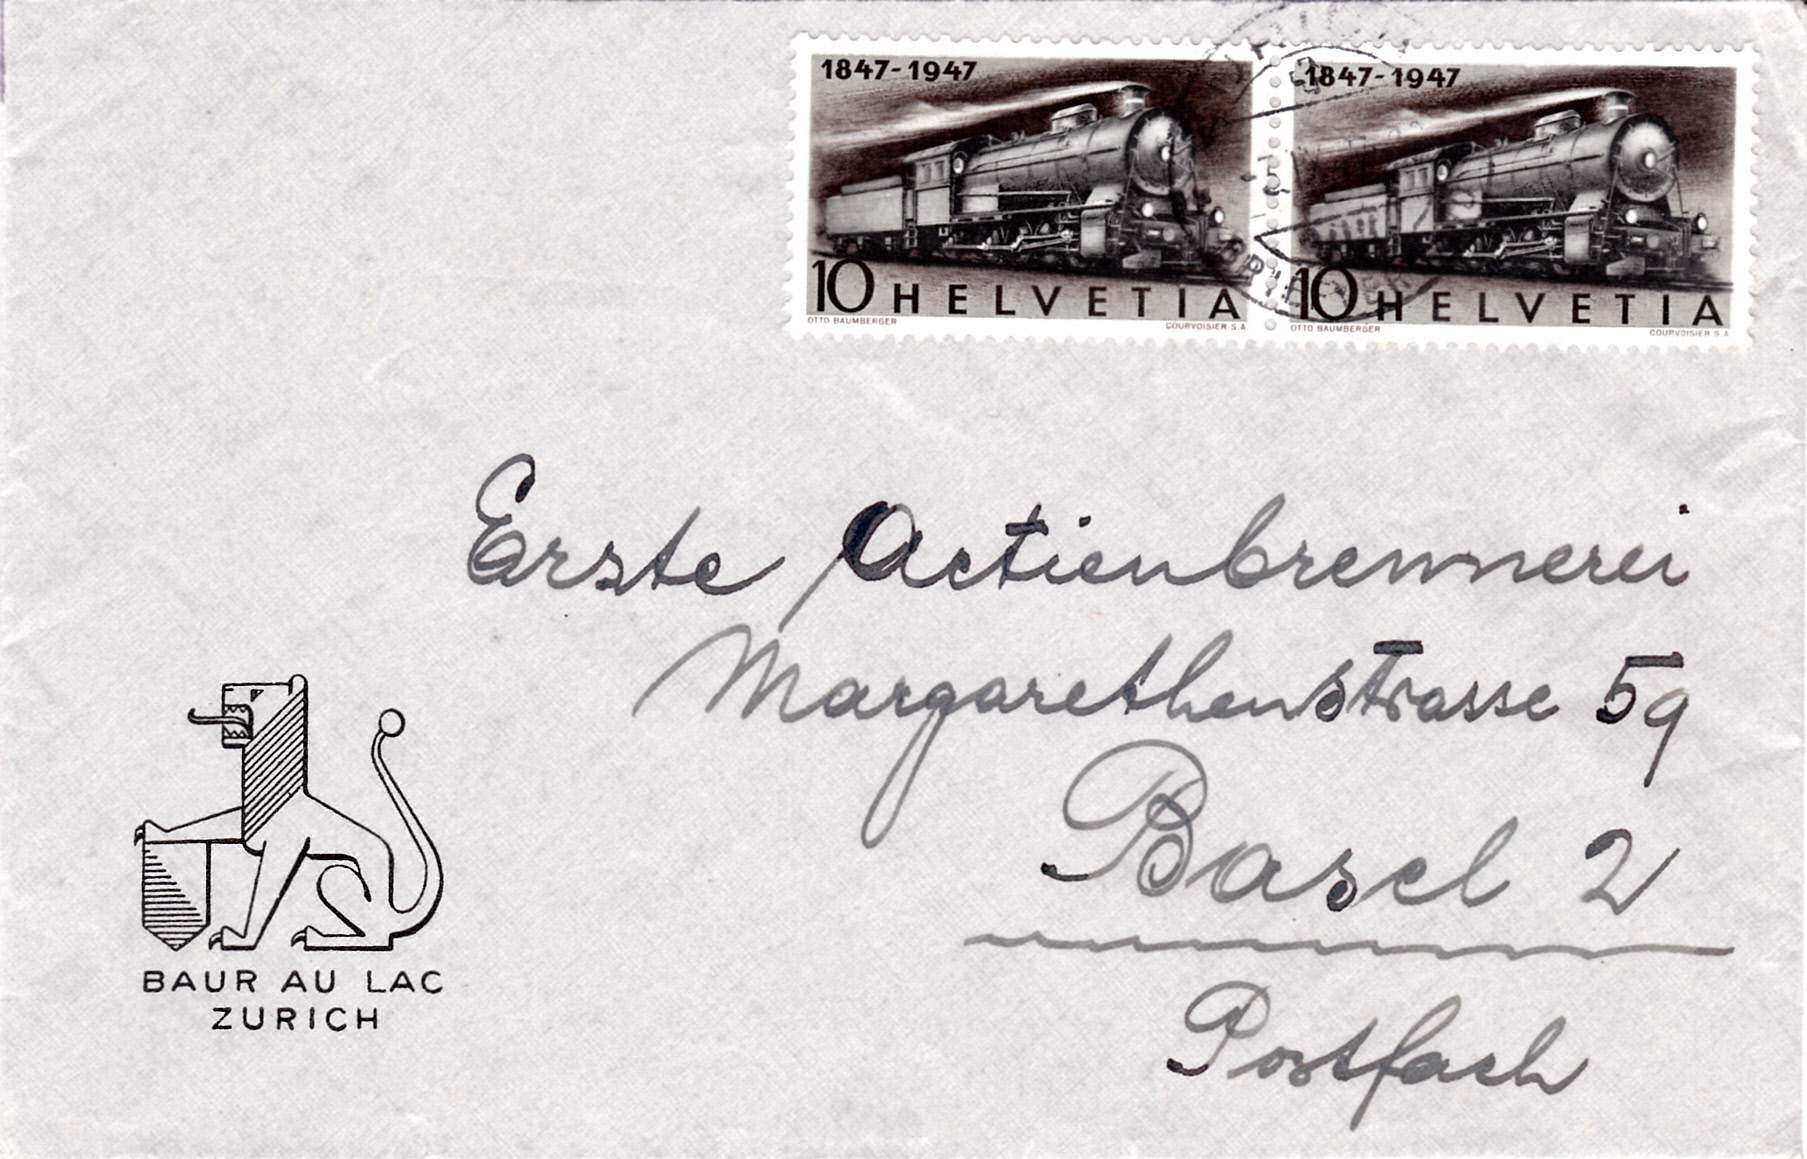 1847-1947
10 HELVETIA
OTTO BAUMBERGER COURVOISIER S.A
1847-1947
10 HELVETIA
OTTO BAUMBERGER COURVOISIER S.A
Erste Actienbrennerei
Margarethenstrasse 59
Basel 2
Postfach
BAUR AU LAC
ZURICH